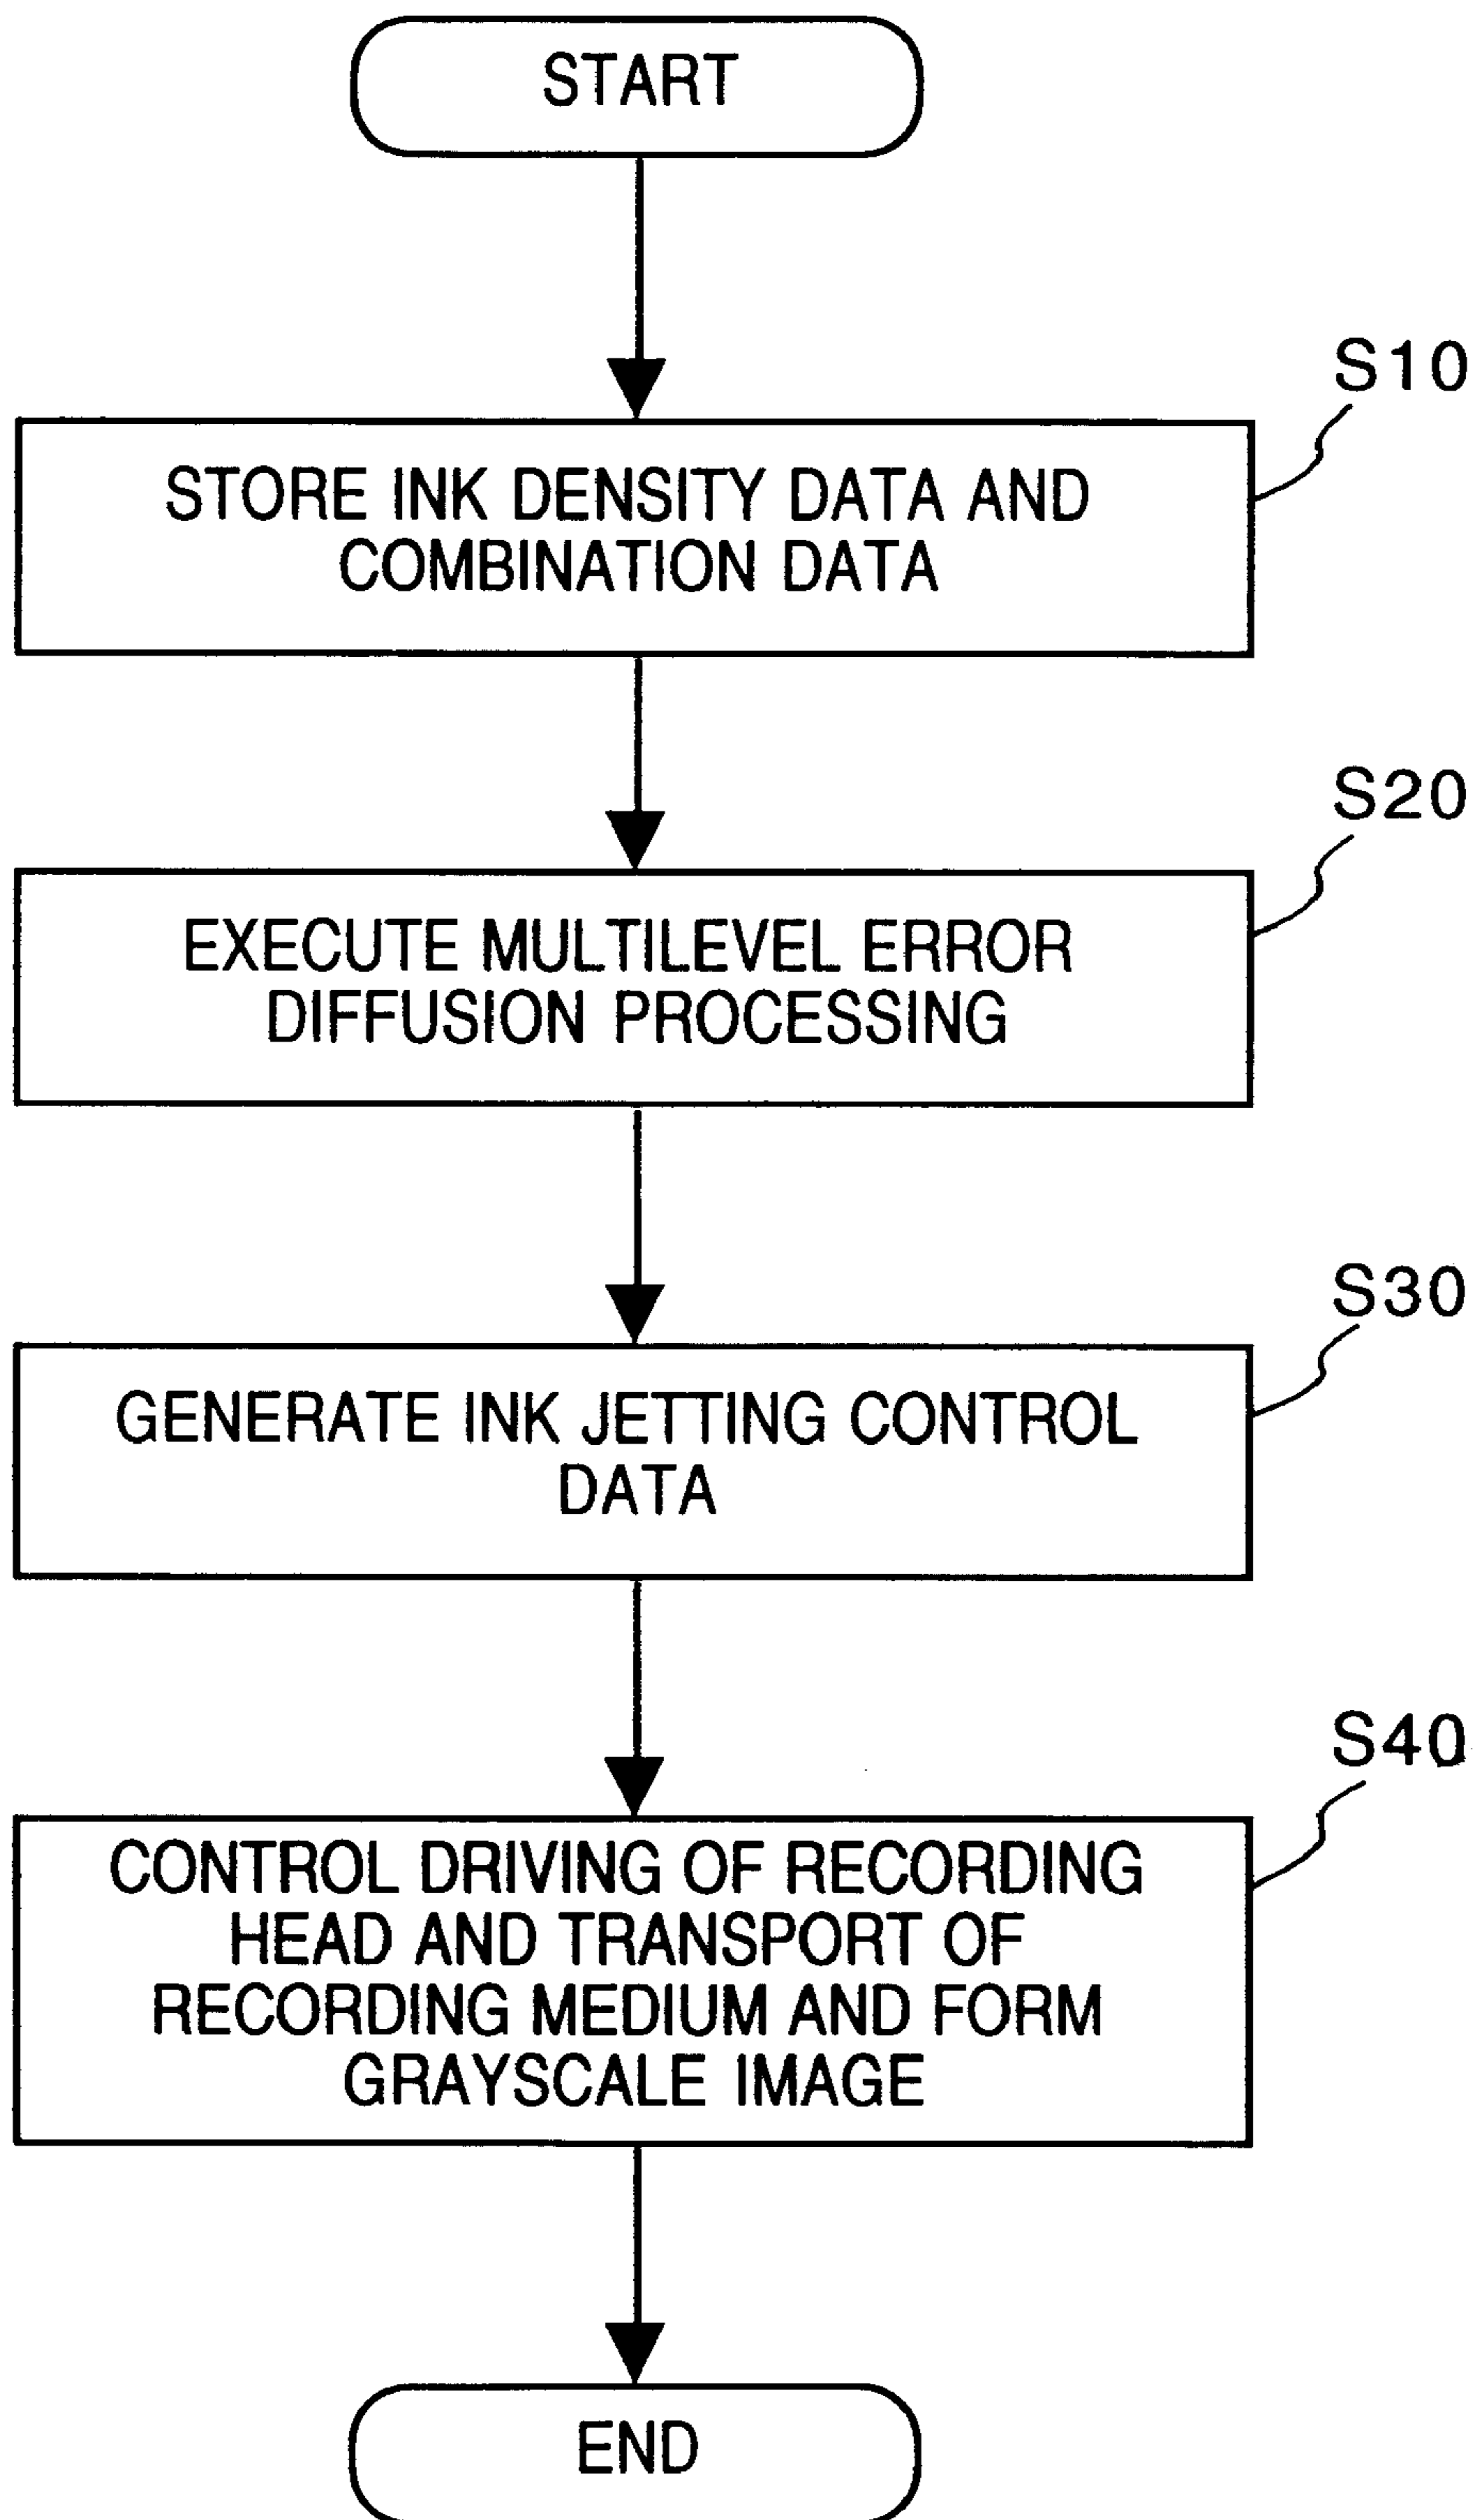 START
S10
STORE INK DENSITY DATA AND
COMBINATION DATA
S20
EXECUTE MULTILEVEL ERROR
DIFFUSION PROCESSING
S30
GENERATE INK JETTING CONTROL
DATA
S40
CONTROL DRIVING OF RECORDING
HEAD AND TRANSPORT OF
RECORDING MEDIUM AND FORM
GRAYSCALE IMAGE
END